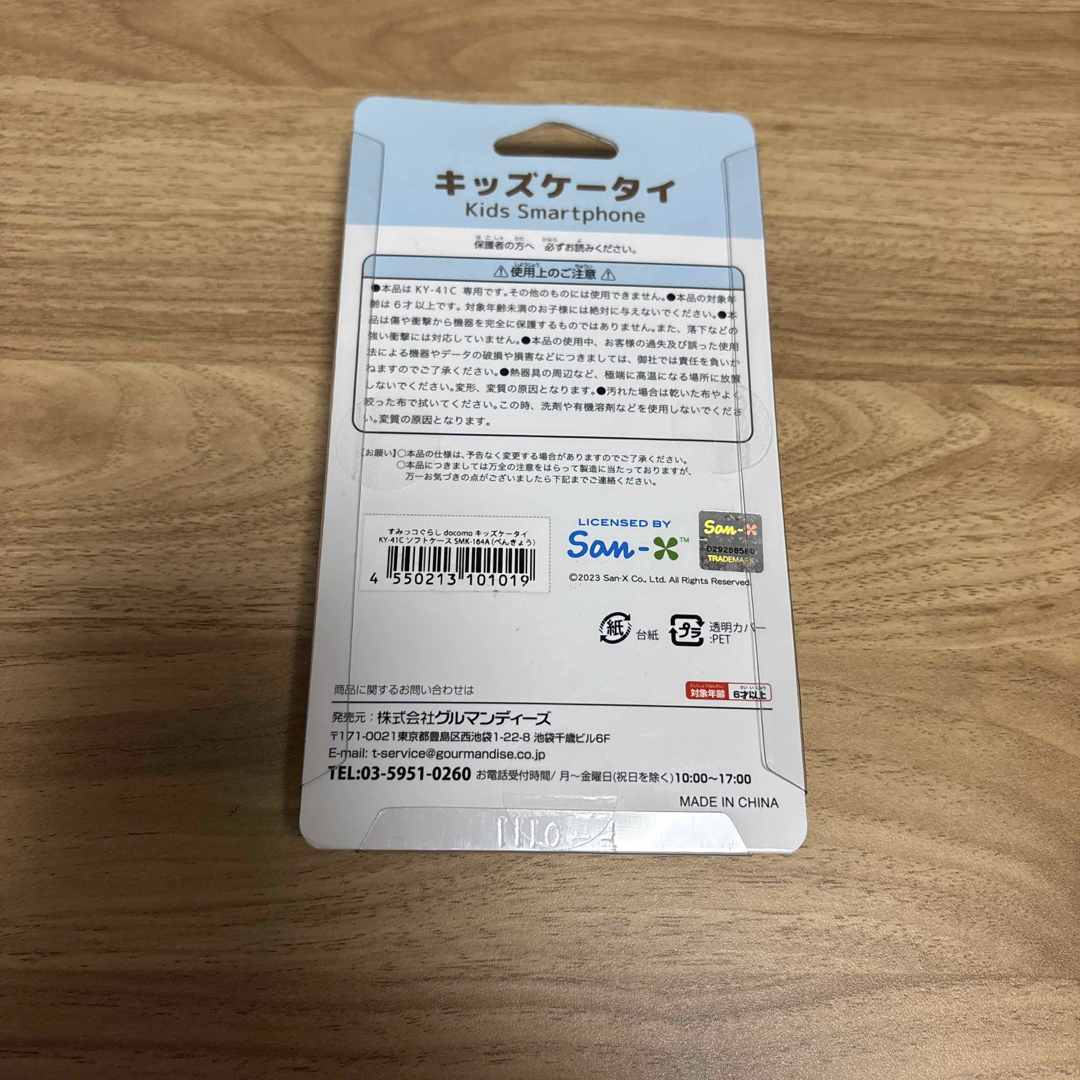 キッズケータイ
Kids Smartphone
保護者の方へ 必ずお読みください。
⚠使用上のご注意⚠
●本品は KY-41C 専用です。その他のものには使用できません。●本品の対象年
齢は6才以上です。対象年齢未満のお子様には絶対に与えないでください。●本
品は傷や衝撃から機器を完全に保護するものではありません。また、落下などの
強い衝撃には対応していません。●本品の使用中、お客様の過失及び誤った使用
法による機器やデータの破損や損害などにつきましては、御社では責任を負いか
ねますのでご了承ください。●熱器具の周辺など、極端に高温になる場所に放置
しないでください。変形、変質の原因となります。●汚れた場合は乾いた布やよく
絞った布で拭いてください。この時、洗剤や有機溶剤などを使用しないでくださ
い。変質の原因となります。
【お願い】○本品の仕様は、予告なく変更する場合がありますのでご了承ください。
○本品につきましては万全の注意をはらって製造に当たっておりますが、
万一お気づきの点がございましたら下記までご連絡ください。
すみっコぐらし docomo キッズケータイ
KY-41C ソフトケース SMK-164A(べんきょう)
4 550213 101019
LICENSED BY
San-X™
©2023 San-X Co., Ltd. All Rights Reserved.
San-X
D29258580
TRADEMARK
紙 台紙
プラ 透明カバー
:PET
対象年齢 6才以上
商品に関するお問い合わせは
発売元:株式会社グルマンディーズ
〒171-0021東京都豊島区西池袋1-22-8 池袋千歳ビル6F
E-mail: t-service@gourmandise.co.jp
TEL:03-5951-0260 お電話受付時間/ 月～金曜日(祝日を除く)10:00～17:00
MADE IN CHINA